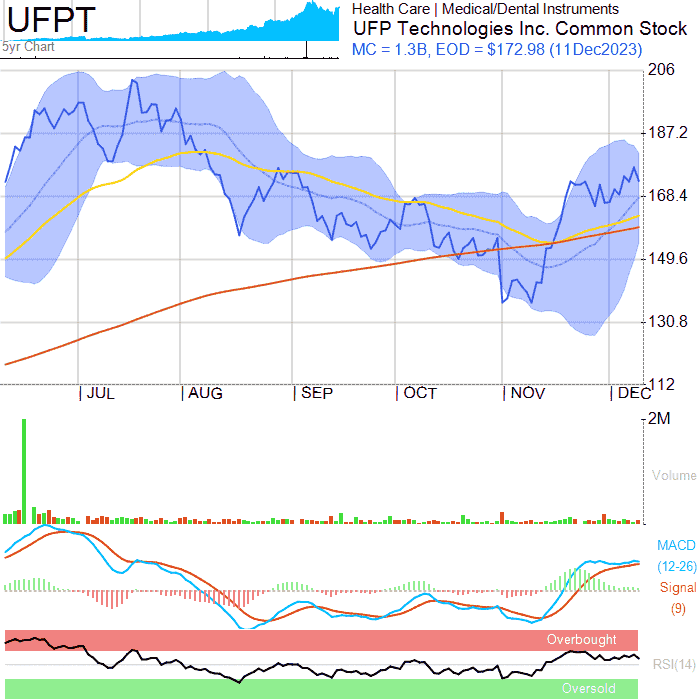 UFPT
5yr Chart
Health Care | Medical/Dental Instruments
UFP Technologies Inc. Common Stock
MC = 1.3B, EOD = $172.98 (11Dec2023)
206
187.2
168.4
149.6
130.8
112
JUL
AUG
SEP
OCT
NOV
DEC
2M
Volume
MACD
(12-26)
Signal
(9)
Overbought
RSI(14)
Oversold